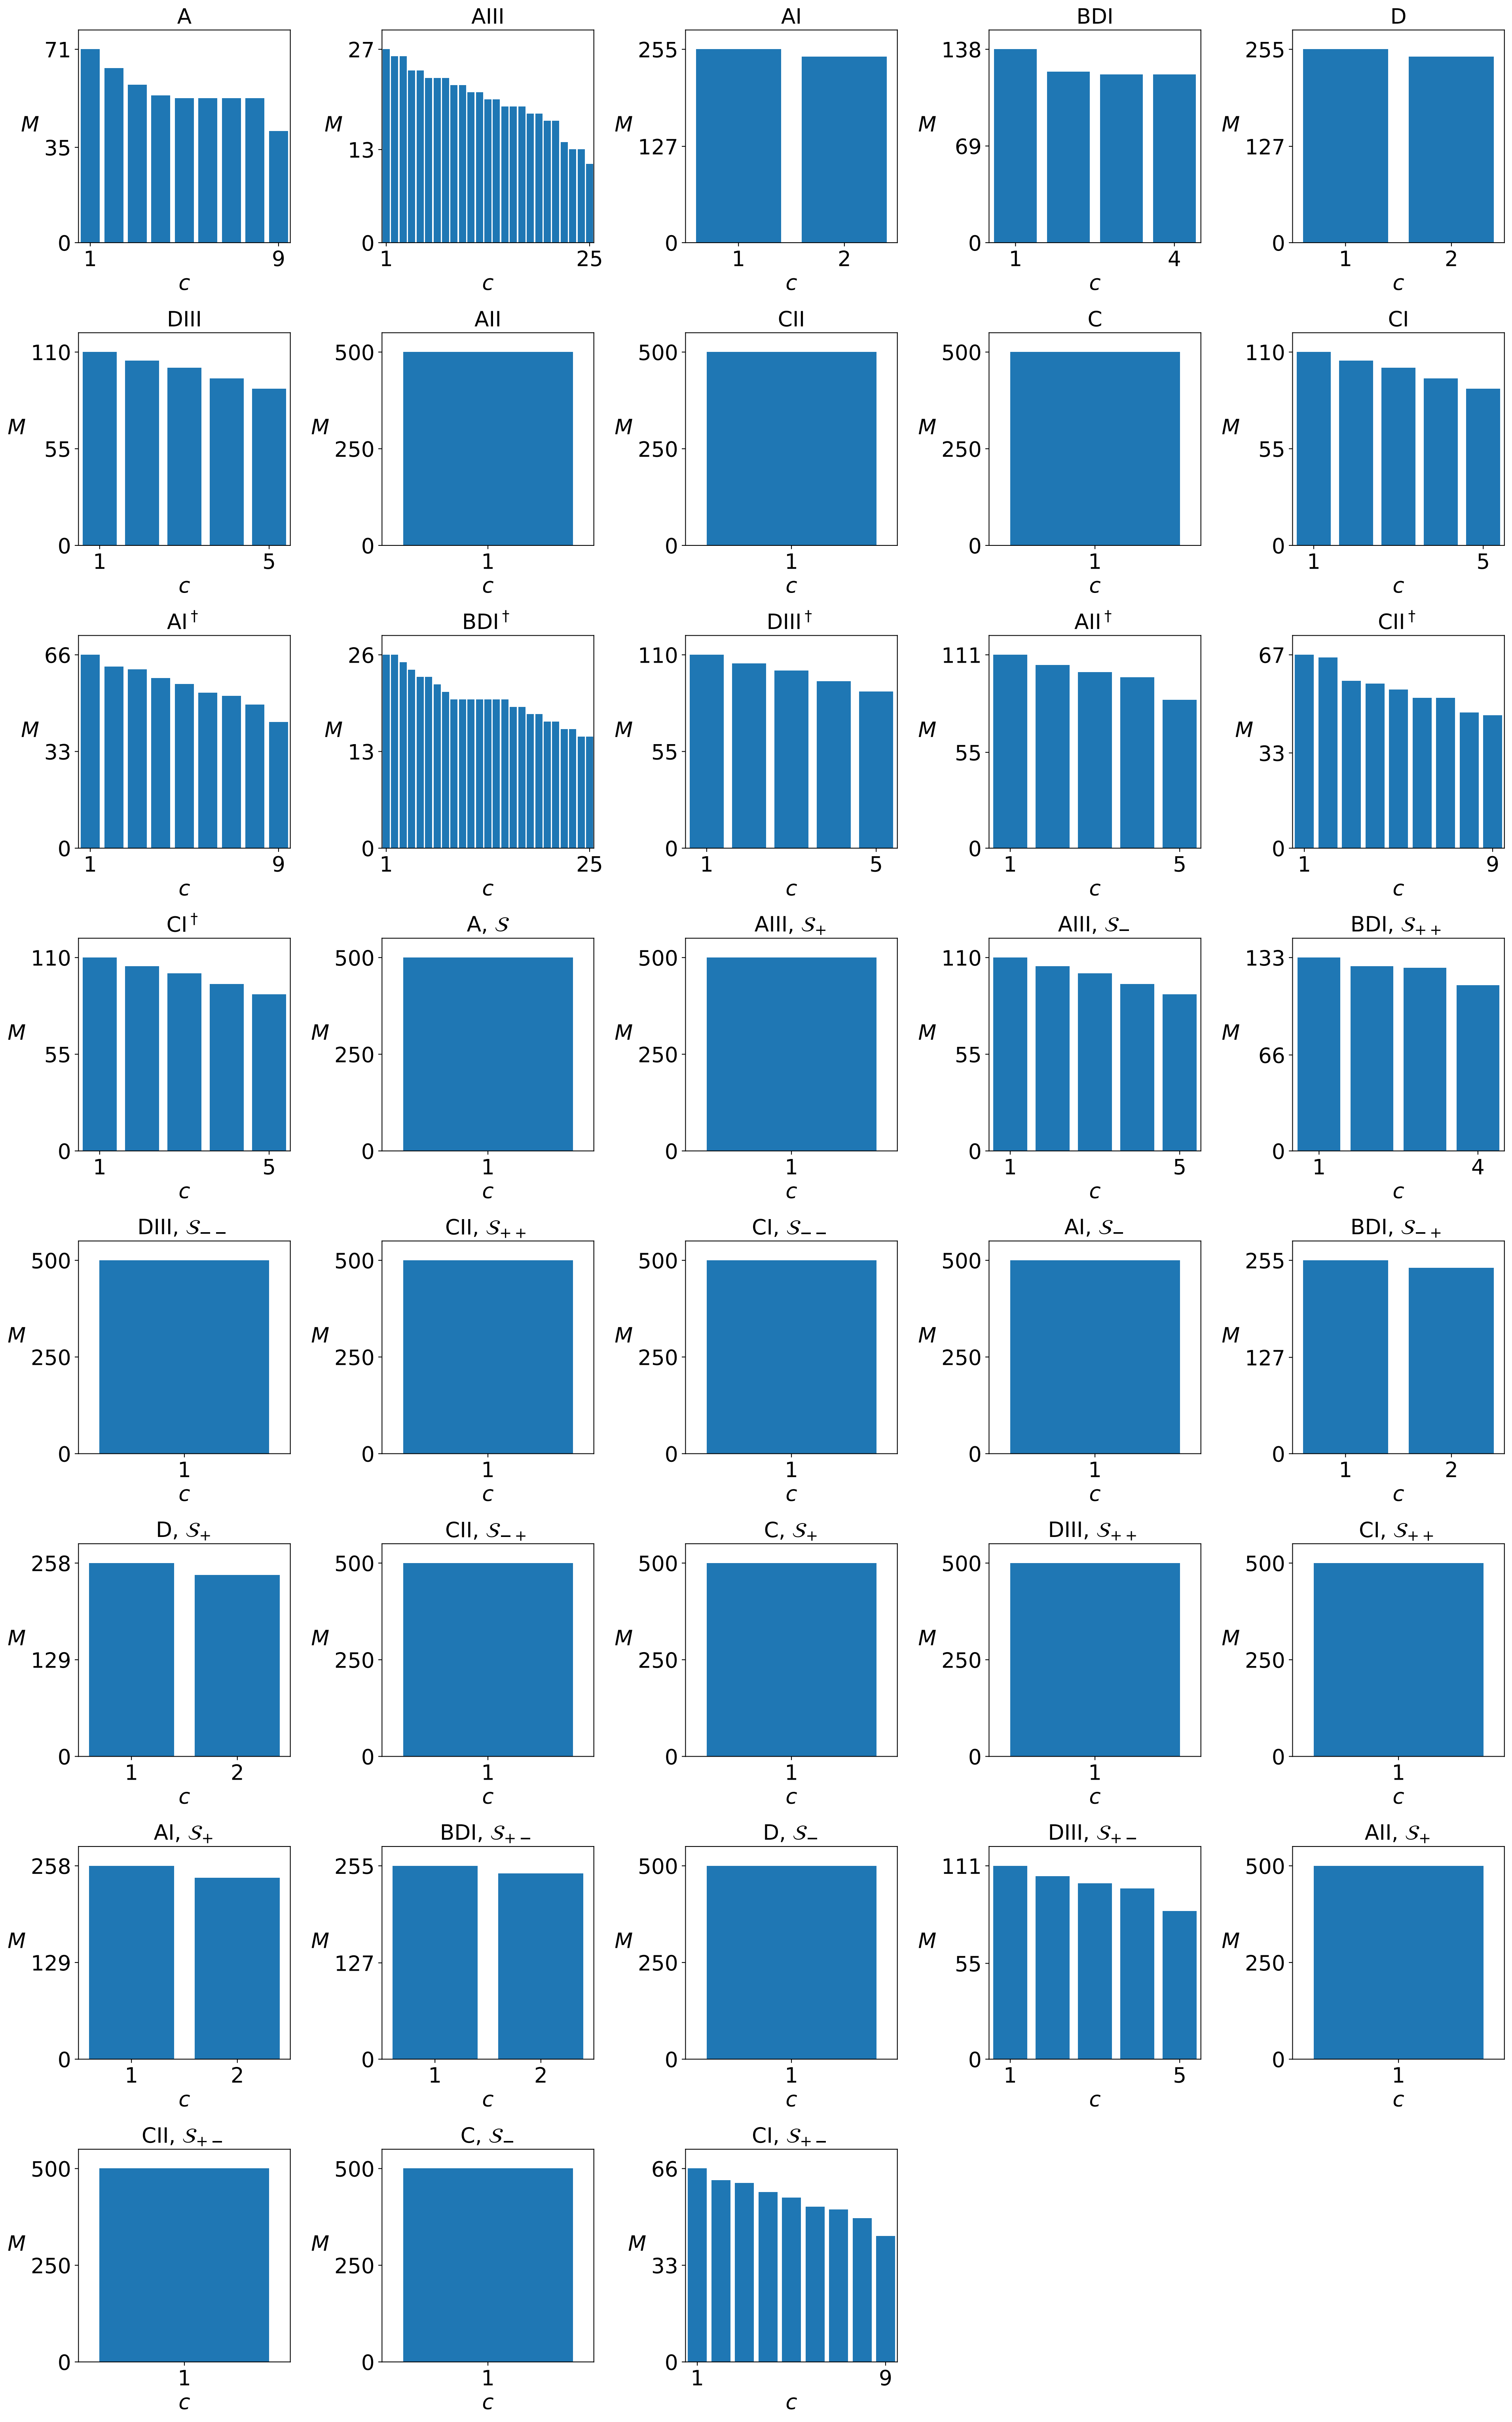 A AIII AI BDI D
71 27 255 138 255
M M M M M
35 13 127 69 127
0 0 0 0 0
1 9 1 25 1 2 1 4 1 2
c c c c c
DIII AII CII C CI
110 500 500 500 110
M M M M M
55 250 250 250 55
0 0 0 0 0
1 5 1 1 1 1 5
c c c c c
AI† BDI† DIII† AII† CII†
66 26 110 111 67
M M M M M
33 13 55 55 33
0 0 0 0 0
1 9 1 25 1 5 1 5 1 9
c c c c c
CI† A, 𝒮 AIII, 𝒮₊ AIII, 𝒮₋ BDI, 𝒮₊₊
110 500 500 110 133
M M M M M
55 250 250 55 66
0 0 0 0 0
1 5 1 1 1 5 1 4
c c c c c
DIII, 𝒮₋₋ CII, 𝒮₊₊ CI, 𝒮₋₋ AI, 𝒮₋ BDI, 𝒮₋₊
500 500 500 500 255
M M M M M
250 250 250 250 127
0 0 0 0 0
1 1 1 1 1 2
c c c c c
D, 𝒮₊ CII, 𝒮₋₊ C, 𝒮₊ DIII, 𝒮₊₊ CI, 𝒮₊₊
258 500 500 500 500
M M M M M
129 250 250 250 250
0 0 0 0 0
1 2 1 1 1 1
c c c c c
AI, 𝒮₊ BDI, 𝒮₊₋ D, 𝒮₋ DIII, 𝒮₊₋ AII, 𝒮₊
258 255 500 111 500
M M M M M
129 127 250 55 250
0 0 0 0 0
1 2 1 2 1 1 5 1
c c c c c
CII, 𝒮₊₋ C, 𝒮₋ CI, 𝒮₊₋
500 500 66
M M M
250 250 33
0 0 0
1 1 1 9
c c c